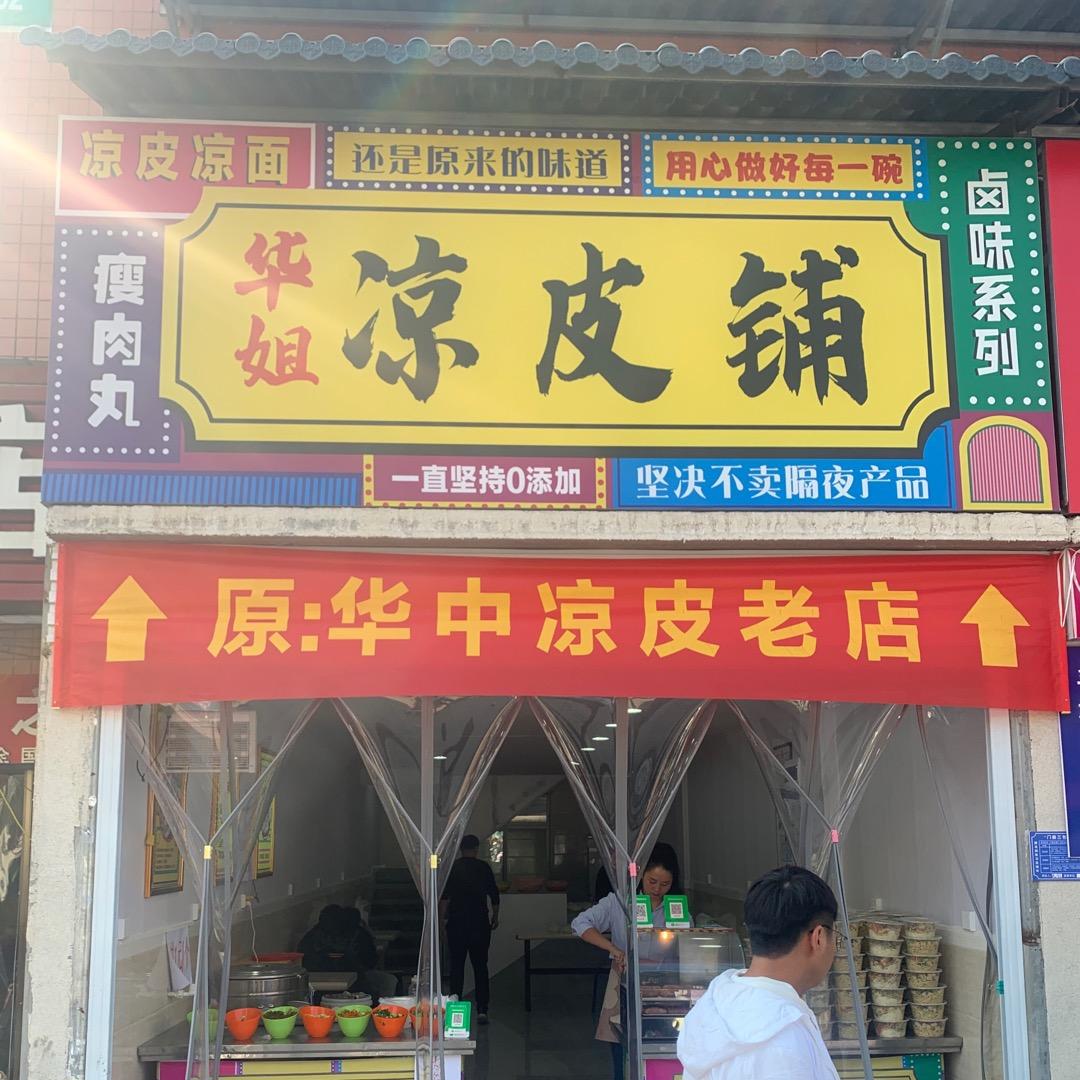 凉皮凉面
还是原来的味道
用心做好每一碗
卤味系列
瘦肉丸
华姐
凉皮铺
一直坚持0添加
坚决不卖隔夜产品
原:华中凉皮老店